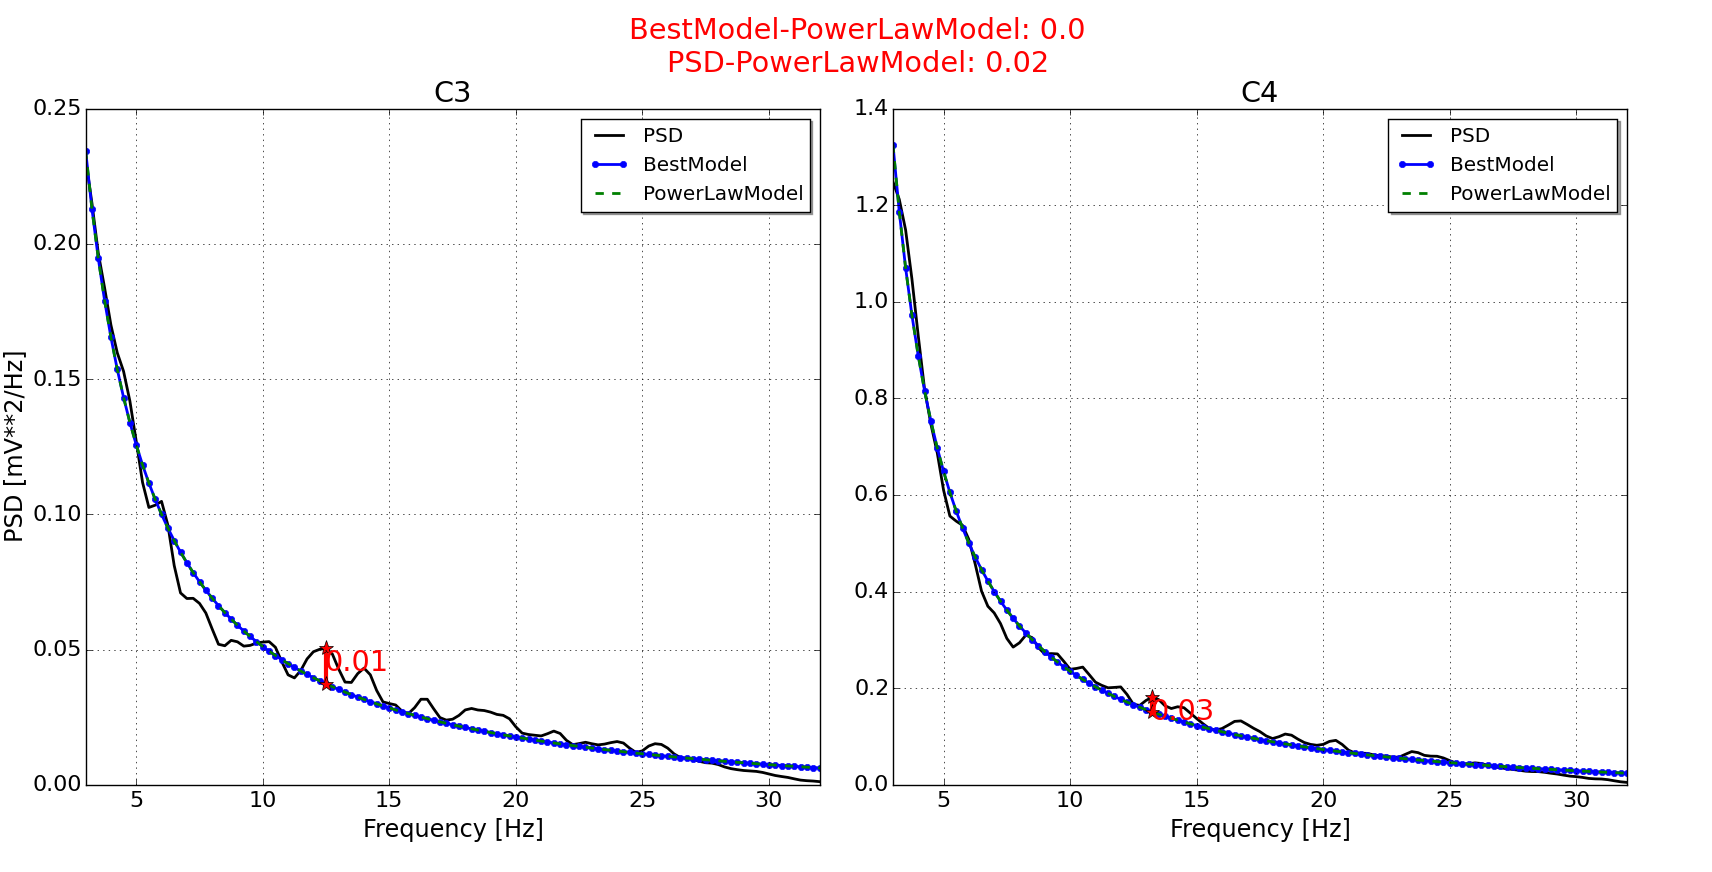 BestModel-PowerLawModel: 0.0
PSD-PowerLawModel: 0.02
C3
0.25
0.20
0.15
0.10
0.05
0.00
PSD [mV**2/Hz]
PSD
BestModel
PowerLawModel
0.01
5 10 15 20 25 30
Frequency [Hz]
C4
1.4
1.2
1.0
0.8
0.6
0.4
0.2
0.0
PSD
BestModel
PowerLawModel
0.03
5 10 15 20 25 30
Frequency [Hz]